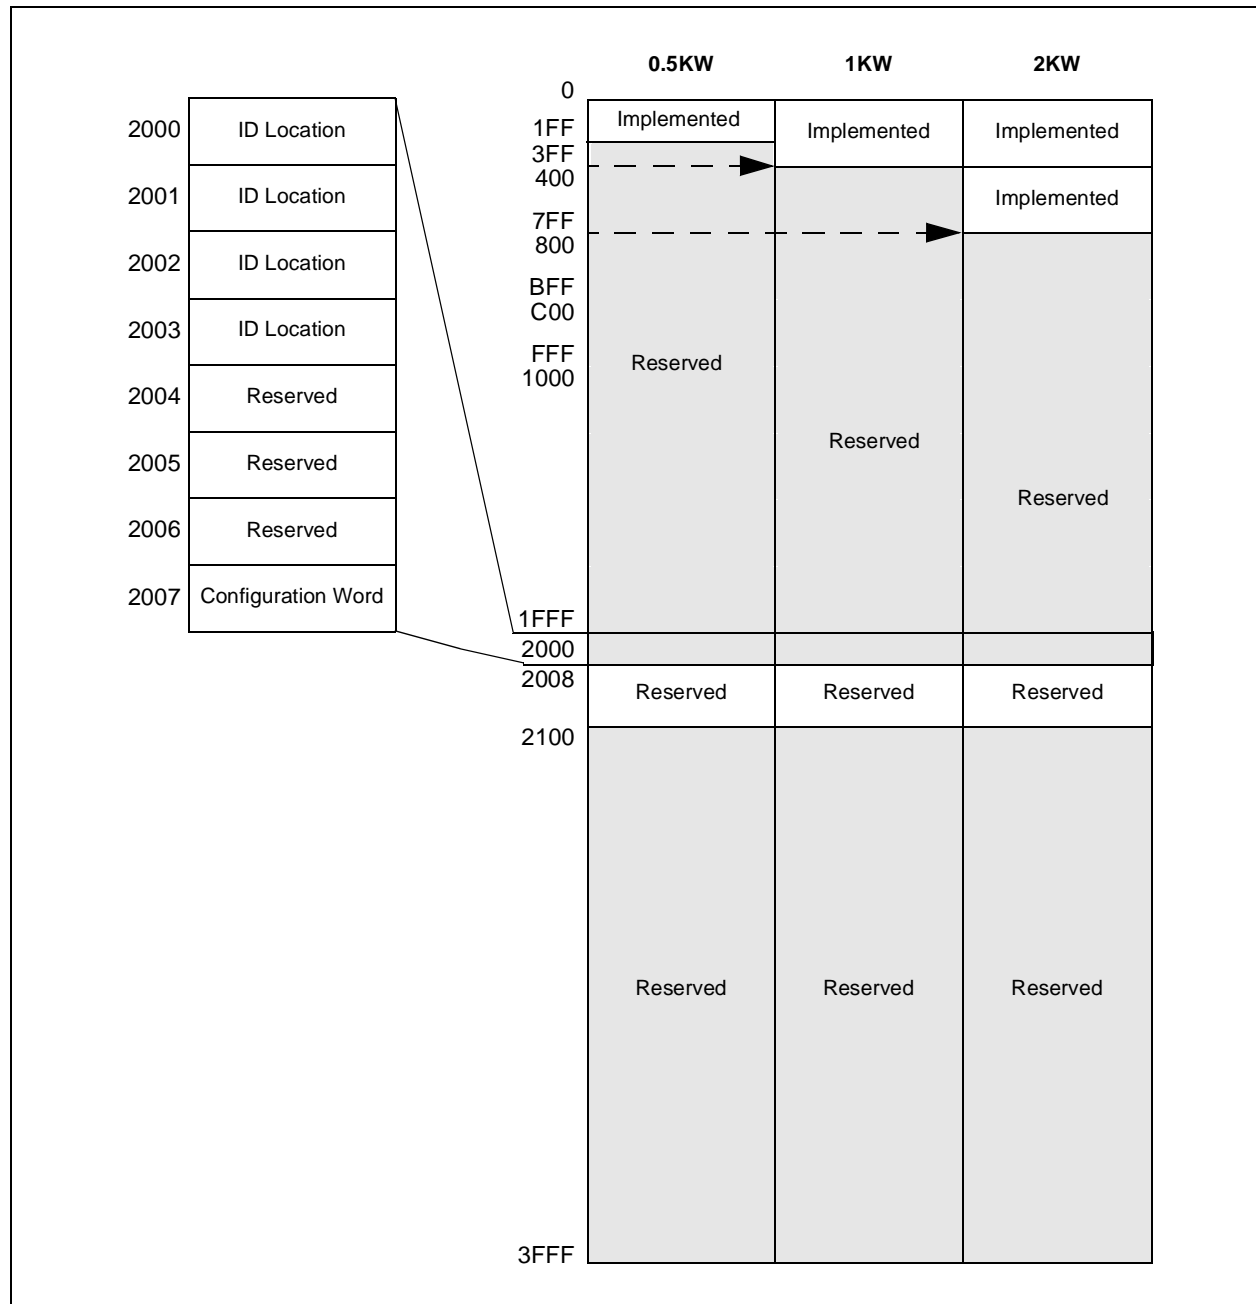 0.5KW 1KW 2KW
2000 ID Location
2001 ID Location
2002 ID Location
2003 ID Location
2004 Reserved
2005 Reserved
2006 Reserved
2007 Configuration Word
0
1FF
3FF
400
7FF
800
BFF
C00
FFF
1000
1FFF
2000
2008
2100
3FFF
Implemented Implemented Implemented
Implemented
Reserved
Reserved
Reserved
Reserved Reserved Reserved
Reserved Reserved Reserved